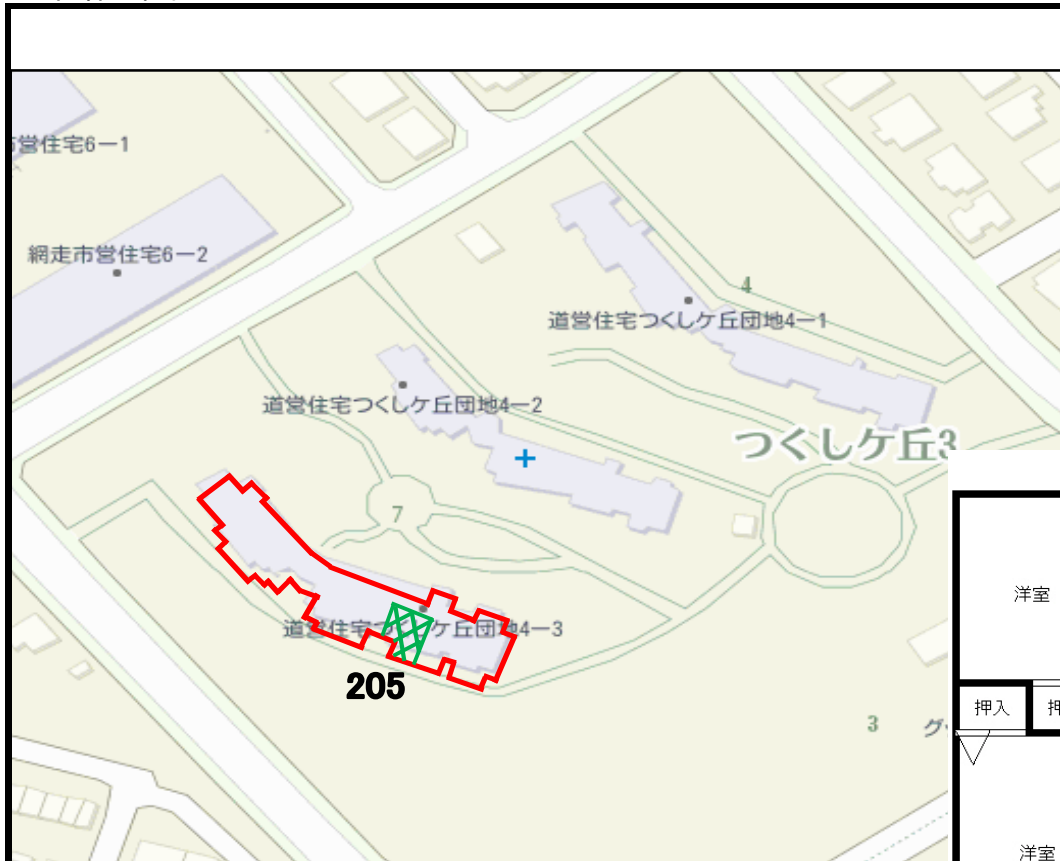 営住宅6ー1
網走市営住宅6ー2
4
道営住宅つくしケ丘団地4ー1
道営住宅つくしケ丘団地4ー2
つくしケ丘3
7
道営住宅つくしケ丘団地4ー3
205
3
グ
洋室
押入
押
洋室